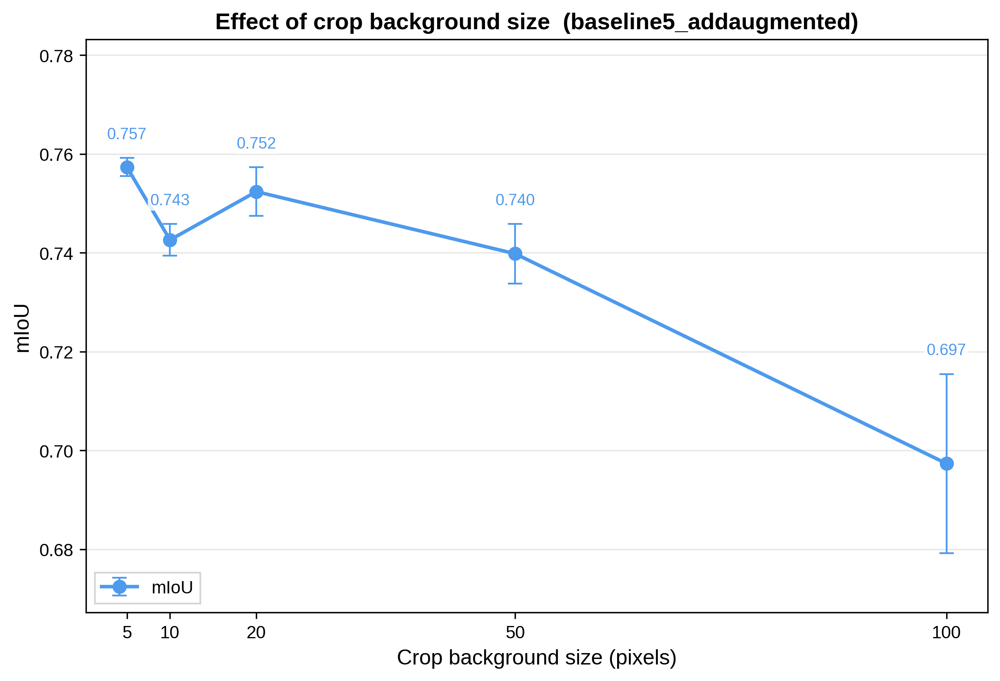 Effect of crop background size  (baseline5_addaugmented)
0.78
0.76
0.74
0.72
0.70
0.68
mIoU
0.757
0.743
0.752
0.740
0.697
mIoU
5 10 20 50 100
Crop background size (pixels)